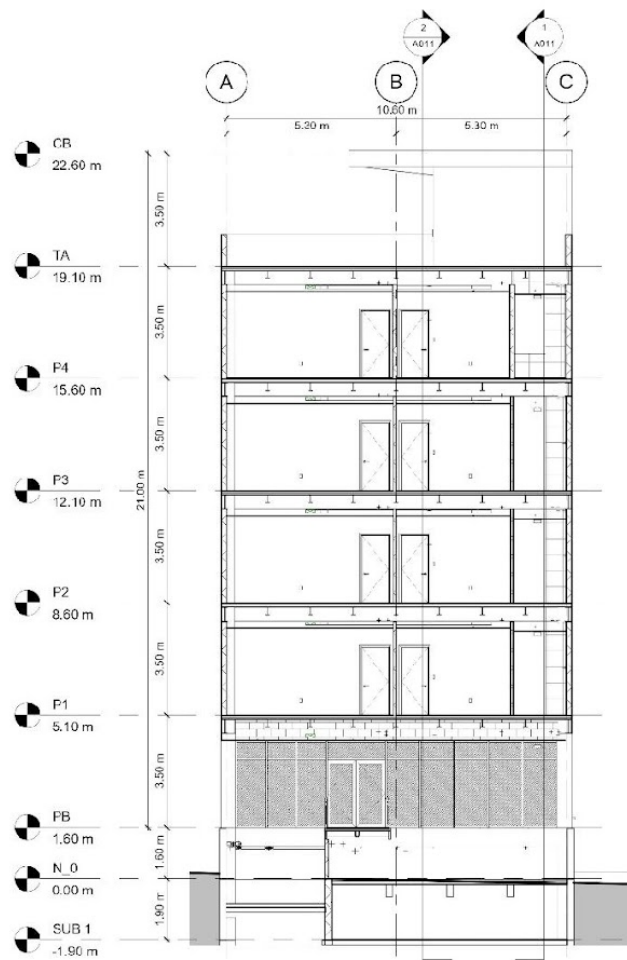 2
A011
1
A011
A
B
C
10.60 m
5.20 m
5.30 m
CB
22.60 m
3.50 m
TA
19.10 m
3.50 m
P4
15.60 m
3.50 m
P3
12.10 m
21.00 m
3.50 m
P2
8.60 m
3.50 m
P1
5.10 m
3.50 m
PB
1.60 m
1.60 m
N_0
0.00 m
1.90 m
SUB 1
-1.90 m